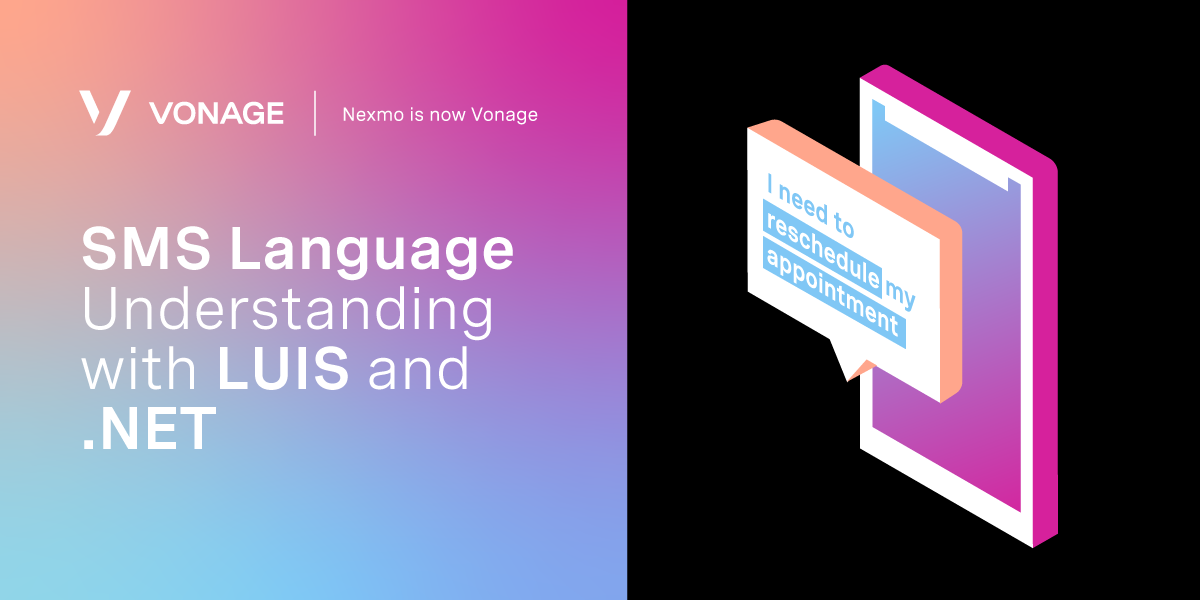 VONAGE
Nexmo is now Vonage
SMS Language
Understanding
with LUIS and
.NET
I need to
reschedule my
appointment